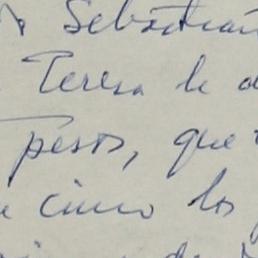 Sebastián
Teresa le d
pesos, que
cinco los